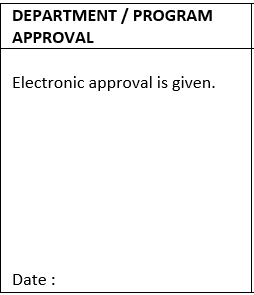 DEPARTMENT / PROGRAM
APPROVAL
Electronic approval is given.
Date :